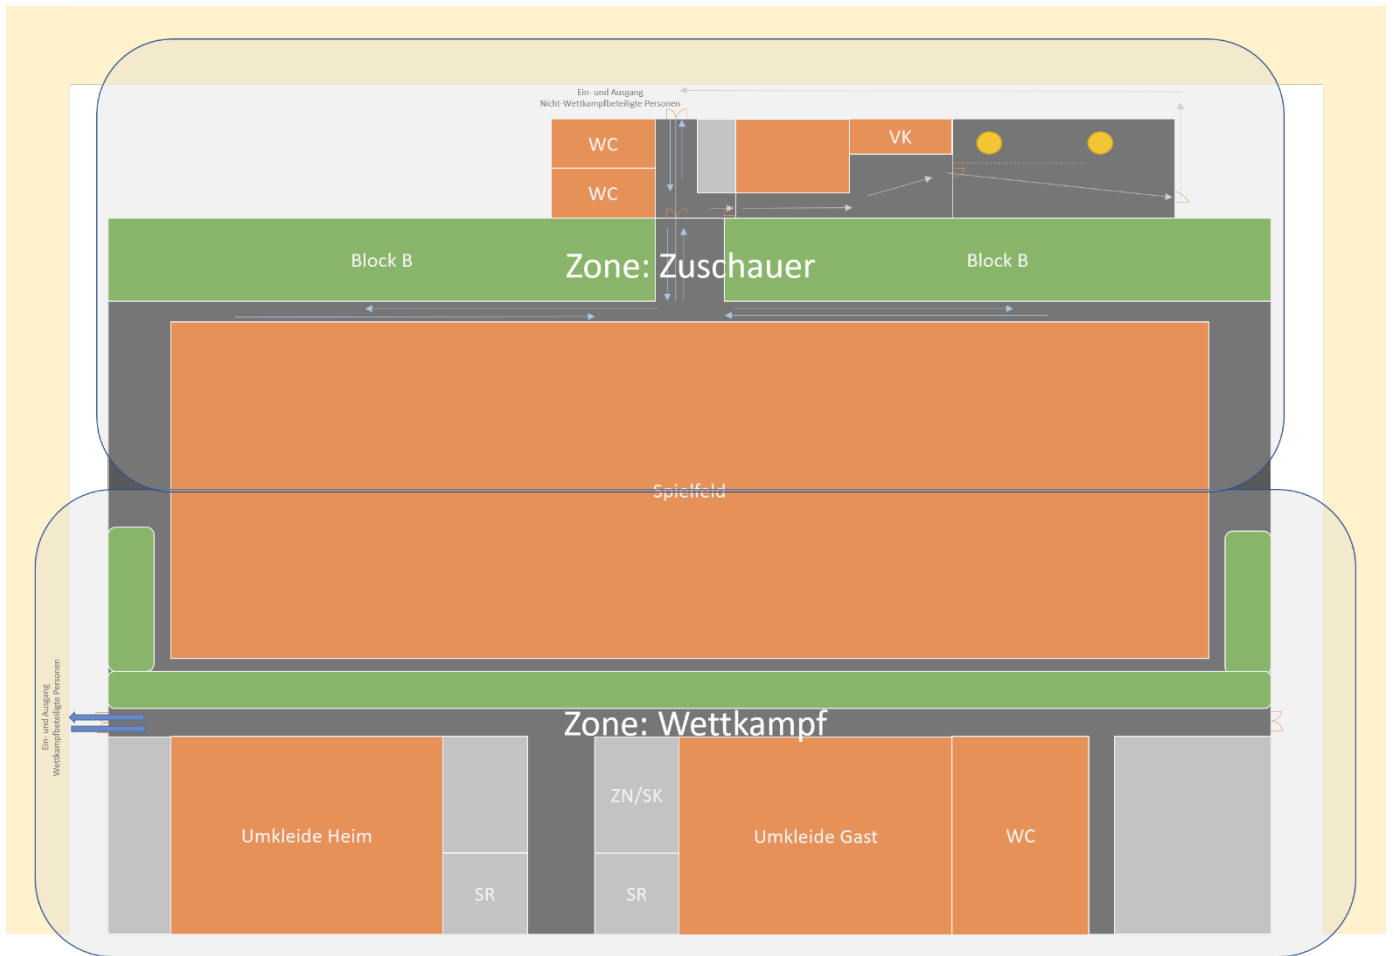 Ein- und Ausgang
Nicht-Wettkampfbeteiligte Personen
WC
VK
WC
Block B
Zone: Zuschauer
Block B
Spielfeld
Ein- und Ausgang
Wettkampfbeteiligte Personen
Zone: Wettkampf
ZN/SK
Umkleide Heim
Umkleide Gast
WC
SR
SR